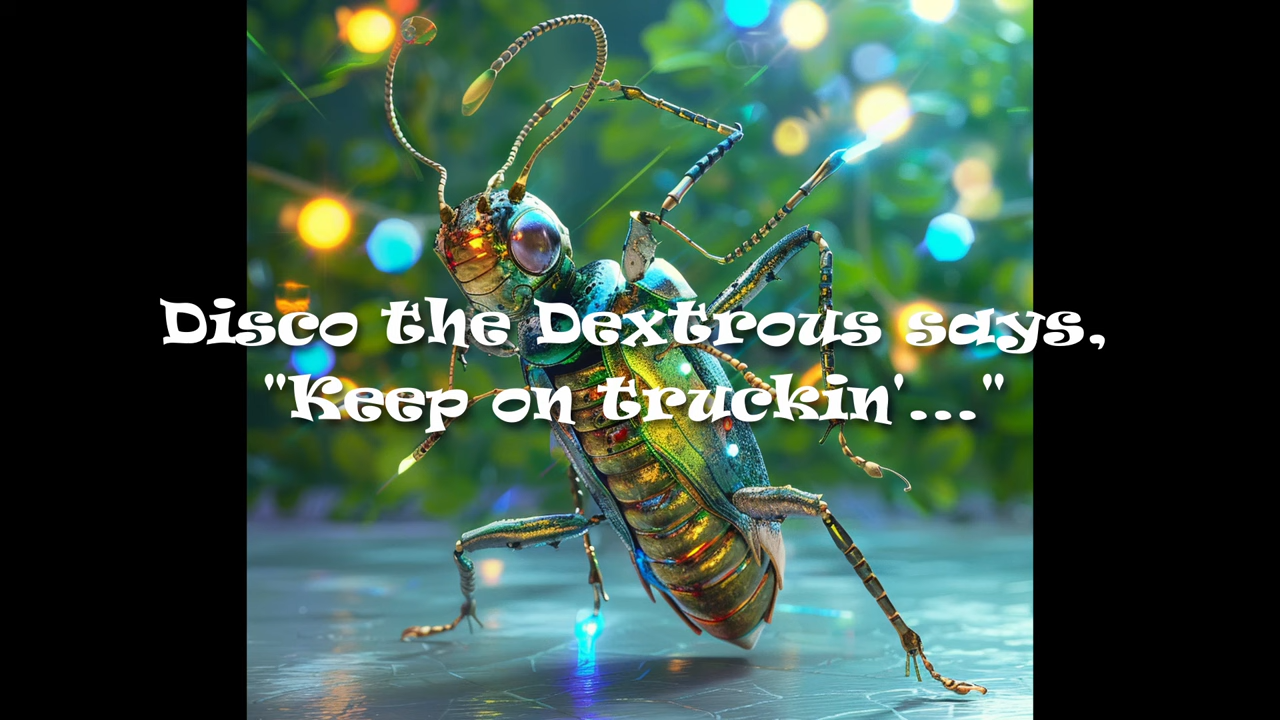 Disco the Dextrous says,
"Keep on truckin'..."